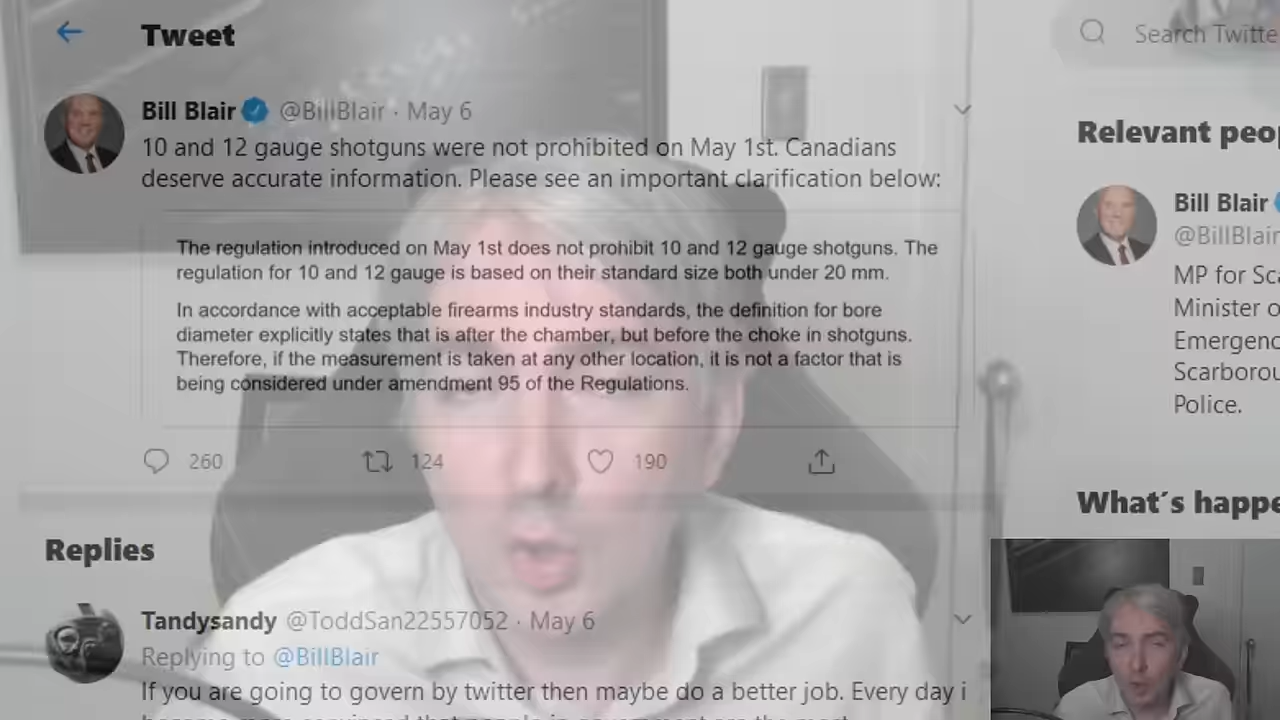 Tweet
Search Twitte
Bill Blair @BillBlair · May 6
10 and 12 gauge shotguns were not prohibited on May 1st. Canadians
deserve accurate information. Please see an important clarification below:
The regulation introduced on May 1st does not prohibit 10 and 12 gauge shotguns. The
regulation for 10 and 12 gauge is based on their standard size both under 20 mm.
In accordance with acceptable firearms industry standards, the definition for bore
diameter explicitly states that is after the chamber, but before the choke in shotguns.
Therefore, if the measurement is taken at any other location, it is not a factor that is
being considered under amendment 95 of the Regulations.
260 124 190
Replies
Tandysandy @ToddSan22557052 · May 6
Replying to @BillBlair
If you are going to govern by twitter then maybe do a better job. Every day i
Relevant peop
Bill Blair
@BillBlair
MP for Sca
Minister o
Emergenc
Scarborou
Police.
What's happe